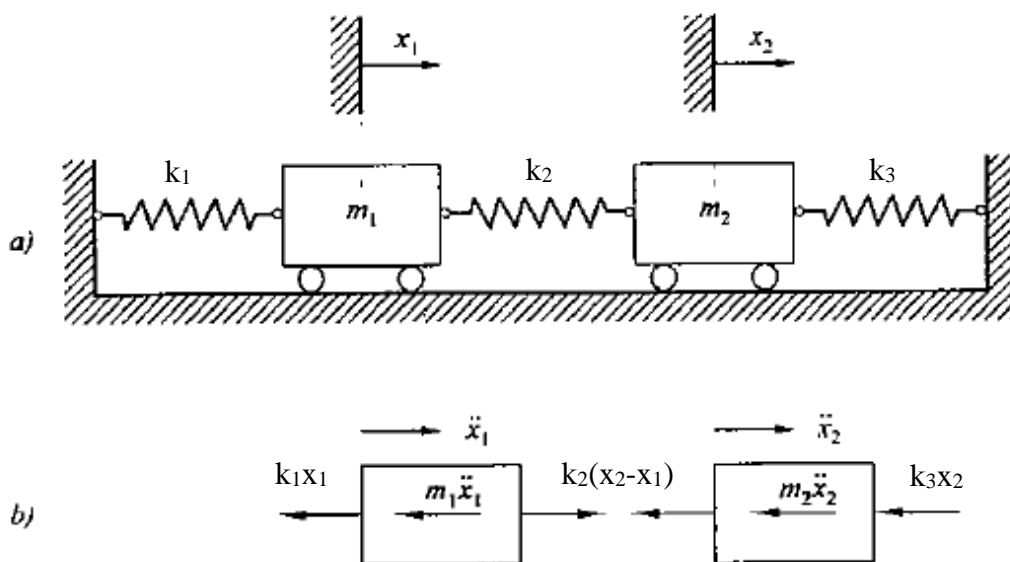 x₁ x₂
k₁ k₂ k₃
a) m₁ m₂
ẍ₁ ẍ₂
k₁x₁ m₁ẍ₁ k₂(x₂-x₁) m₂ẍ₂ k₃x₂
b)